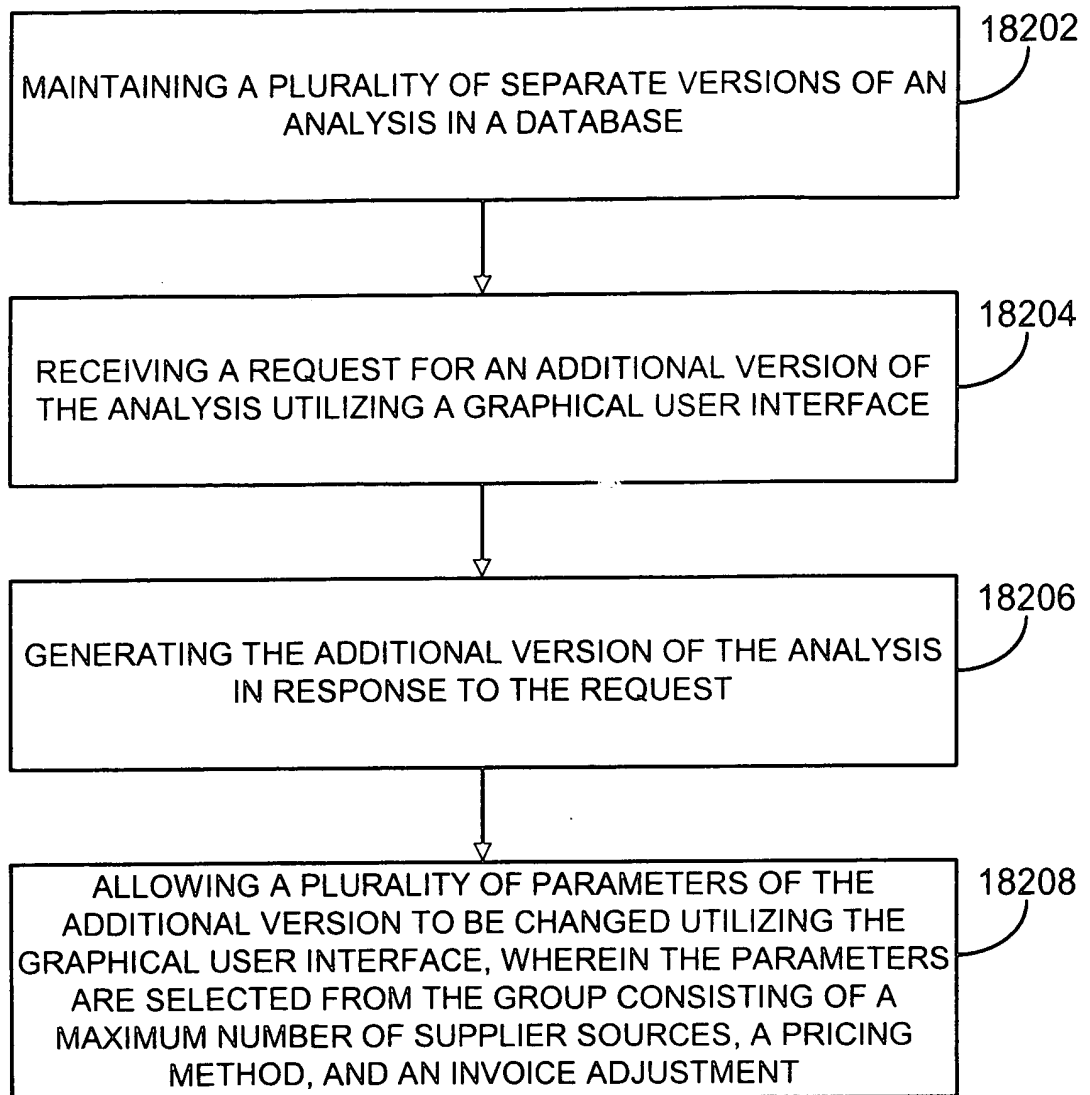 18202
MAINTAINING A PLURALITY OF SEPARATE VERSIONS OF AN
ANALYSIS IN A DATABASE
18204
RECEIVING A REQUEST FOR AN ADDITIONAL VERSION OF
THE ANALYSIS UTILIZING A GRAPHICAL USER INTERFACE
18206
GENERATING THE ADDITIONAL VERSION OF THE ANALYSIS
IN RESPONSE TO THE REQUEST
18208
ALLOWING A PLURALITY OF PARAMETERS OF THE
ADDITIONAL VERSION TO BE CHANGED UTILIZING THE
GRAPHICAL USER INTERFACE, WHEREIN THE PARAMETERS
ARE SELECTED FROM THE GROUP CONSISTING OF A
MAXIMUM NUMBER OF SUPPLIER SOURCES, A PRICING
METHOD, AND AN INVOICE ADJUSTMENT